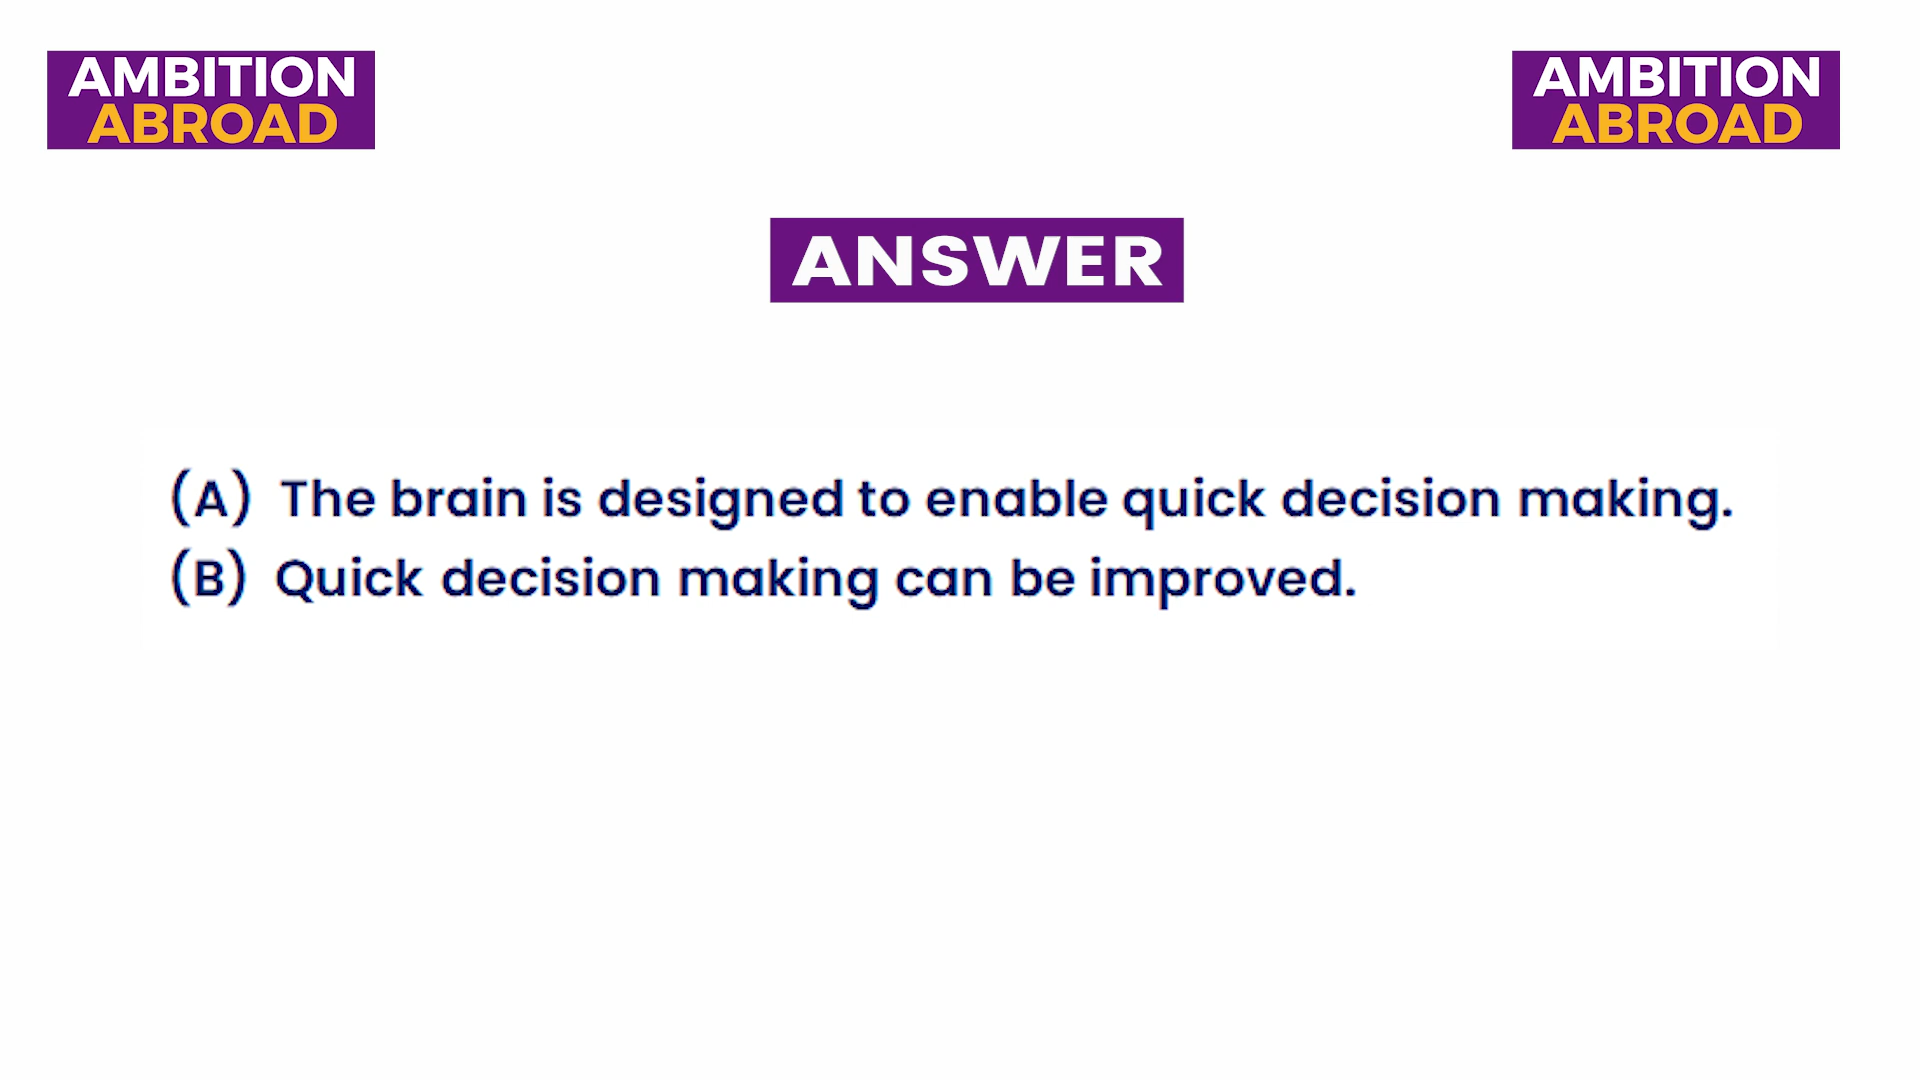 AMBITION
ABROAD
AMBITION
ABROAD
ANSWER
(A) The brain is designed to enable quick decision making.
(B) Quick decision making can be improved.